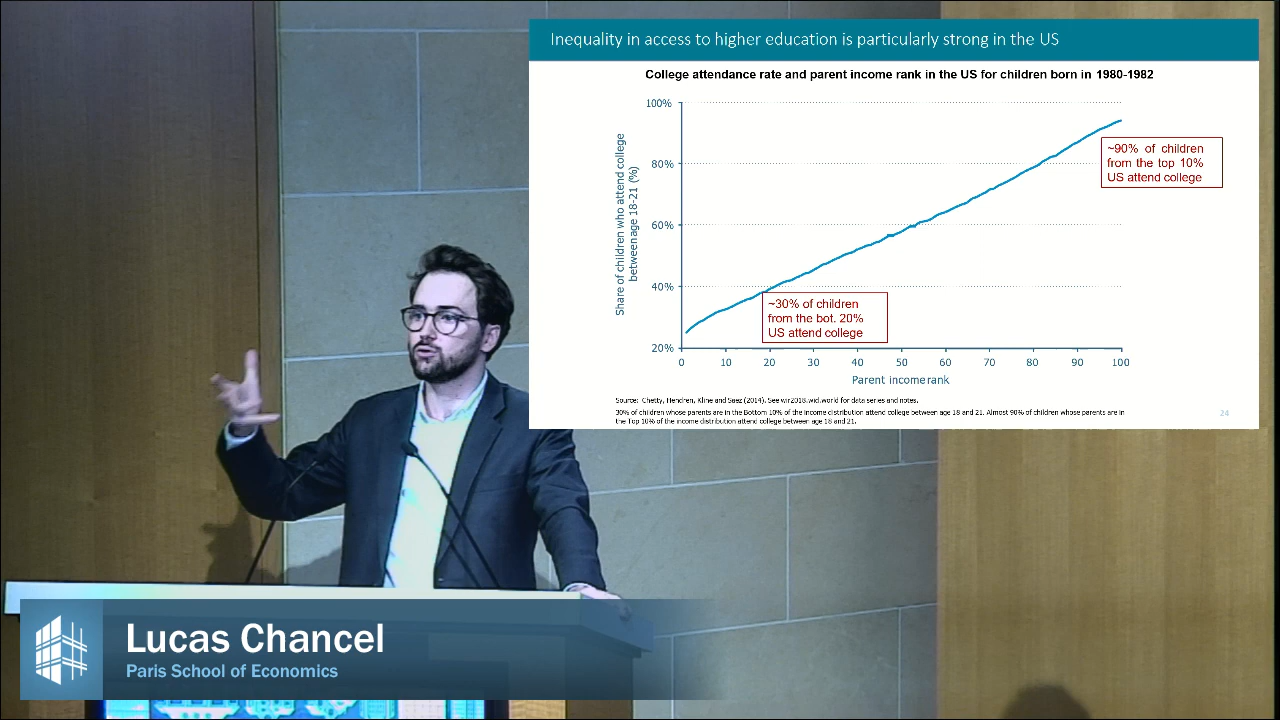 Inequality in access to higher education is particularly strong in the US
College attendance rate and parent income rank in the US for children born in 1980-1982
Share of children who attend college
between age 18-21 (%)
100%
80%
60%
40%
20%
0 10 20 30 40 50 60 70 80 90 100
Parent income rank
~90% of children
from the top 10%
US attend college
~30% of children
from the bot. 20%
US attend college
Source: Chetty, Hendren, Kline and Saez (2014). See wir2018.wid.world for data series and notes.
30% of children whose parents are in the Bottom 10% of the income distribution attend college between age 18 and 21. Almost 90% of children whose parents are in
the Top 10% of the income distribution attend college between age 18 and 21.
24
Lucas Chancel
Paris School of Economics